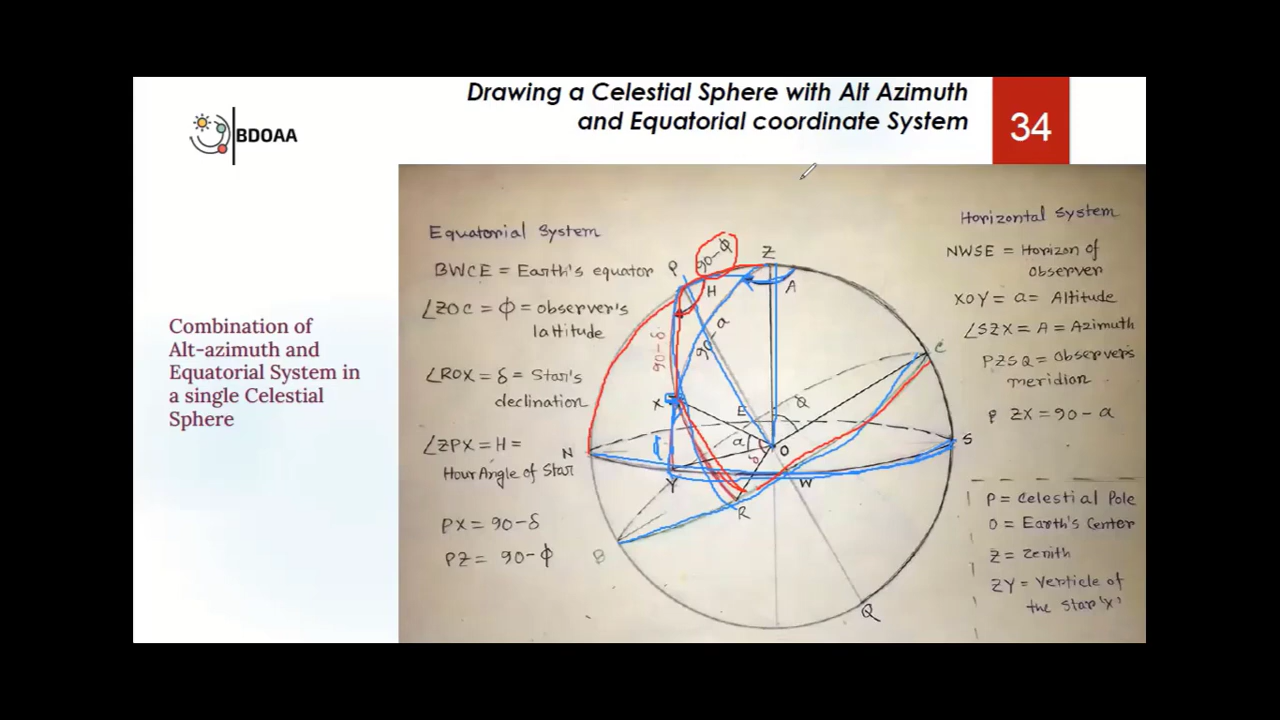 Drawing a Celestial Sphere with Alt Azimuth
and Equatorial coordinate System
34
BDOAA
Combination of
Alt-azimuth and
Equatorial System in
a single Celestial
Sphere
Equatorial System
BWCE = Earth's equator
∠ZOC = ϕ = observer's
lattitude
∠ROX = δ = Star's
declination
∠ZPX = H =
Hour Angle of Star
PX = 90-δ
PZ = 90-ϕ
Horizontal System
NWSE = Horizon of
observer
XOY = a = Altitude
∠SZX = A = Azimuth
PZSQ = Observer's
meridian
ZX = 90-a
P = Celestial Pole
O = Earth's Center
Z = Zenith
ZY = Verticle of
the Star 'X'
90-ϕ
Z
P
H
A
90-δ
90-a
C
X
E
a
δ
O
N
S
Y
W
R
B
Q